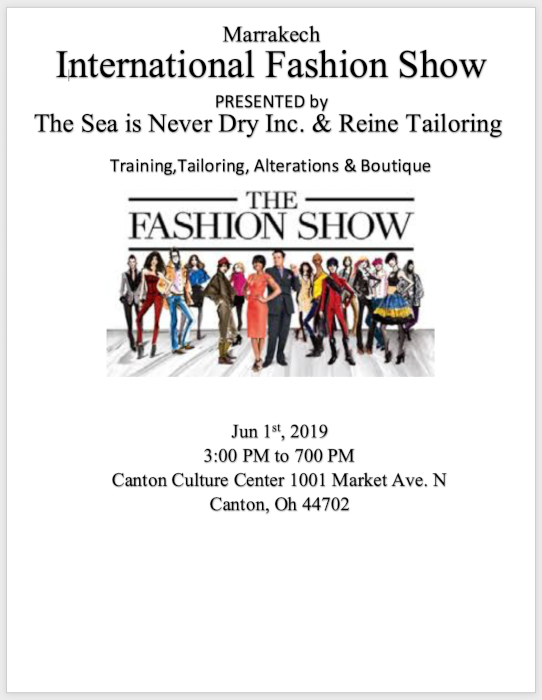 Marrakech
International Fashion Show
PRESENTED by
The Sea is Never Dry Inc. & Reine Tailoring
Training,Tailoring, Alterations & Boutique
THE
FASHION SHOW
Jun 1st, 2019
3:00 PM to 700 PM
Canton Culture Center 1001 Market Ave. N
Canton, Oh 44702